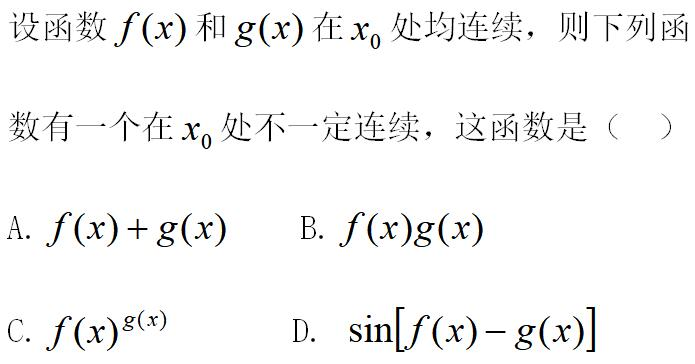 设函数 f(x) 和 g(x) 在 x₀ 处均连续，则下列函
数有一个在 x₀ 处不一定连续，这函数是（　）
A. f(x) + g(x)　B. f(x)g(x)
C. f(x)^{g(x)}　D. sin[f(x) − g(x)]